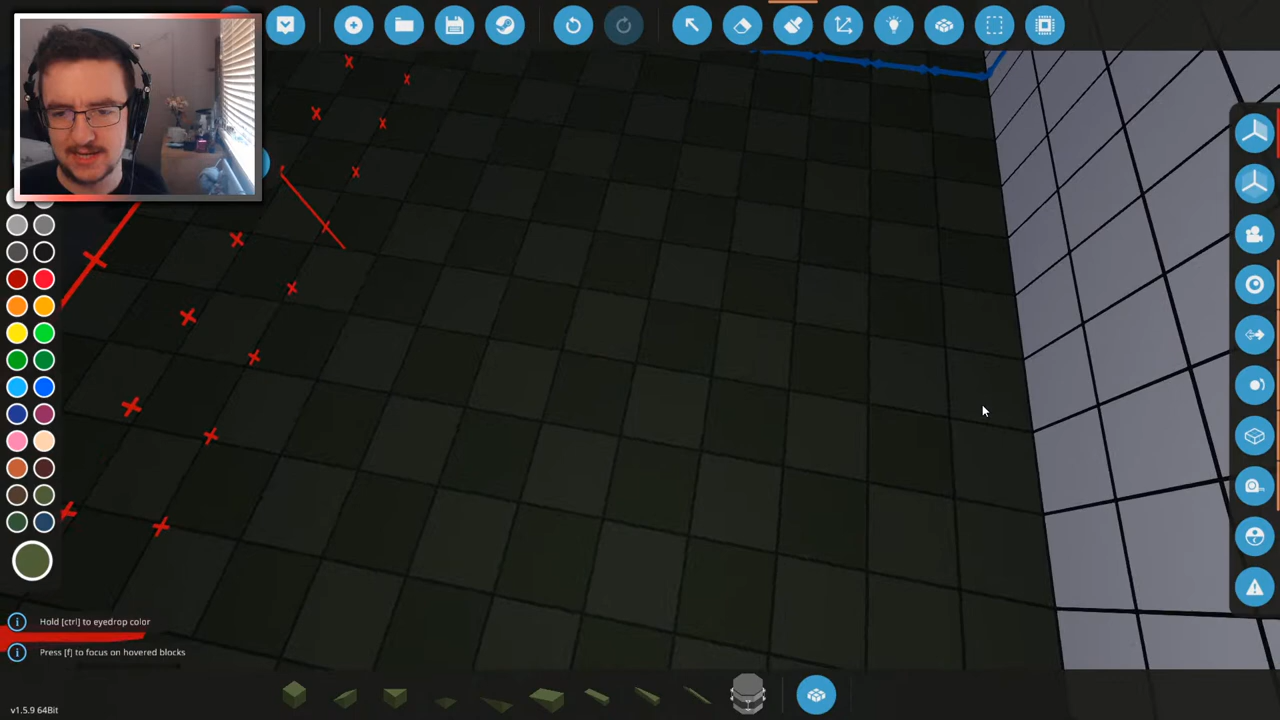 Hold [ctrl] to eyedrop color
Press [f] to focus on hovered blocks
v1.5.9 64Bit